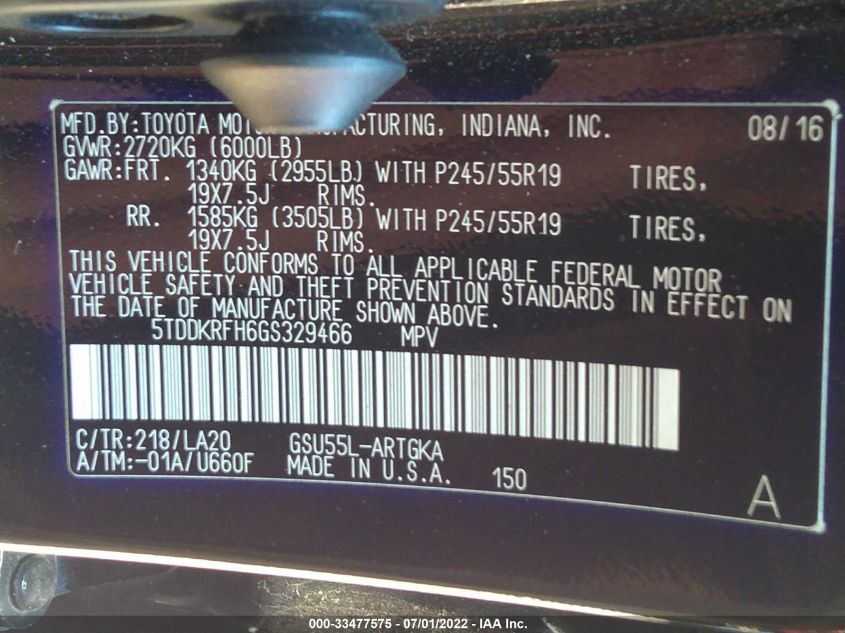 MFD.BY:TOYOTA MOTOR MANUFACTURING, INDIANA, INC. 08/16
GVWR:2720KG (6000LB)
GAWR:FRT. 1340KG (2955LB) WITH P245/55R19 TIRES,
19X7.5J RIMS.
RR. 1585KG (3505LB) WITH P245/55R19 TIRES,
19X7.5J RIMS.
THIS VEHICLE CONFORMS TO ALL APPLICABLE FEDERAL MOTOR
VEHICLE SAFETY AND THEFT PREVENTION STANDARDS IN EFFECT ON
THE DATE OF MANUFACTURE SHOWN ABOVE.
5TDDKRFH6GS329466 MPV
C/TR:218/LA20 GSU55L-ARTGKA
A/TM:-01A/U660F MADE IN U.S.A. 150
A
000-33477575 - 07/01/2022 - IAA Inc.